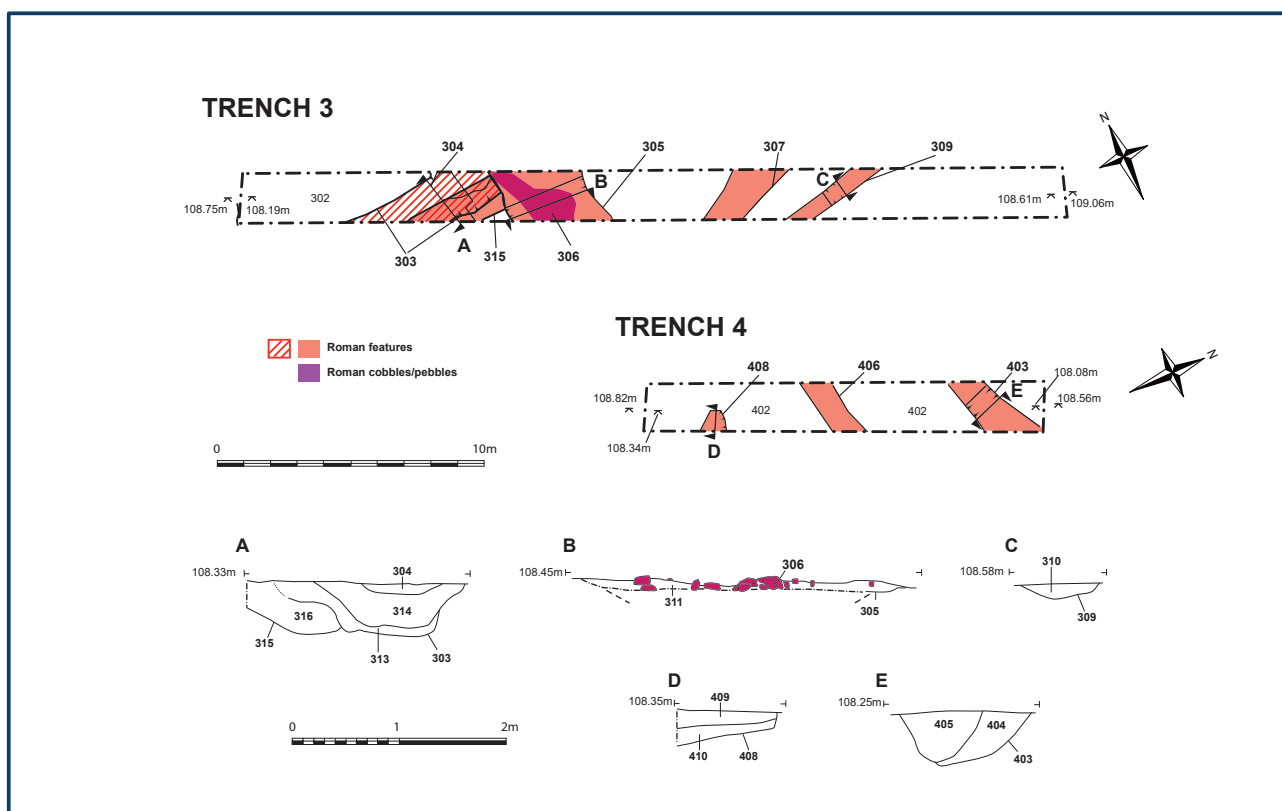 TRENCH 3
N
304
305
307
309
B
C
302
108.75m
108.19m
108.61m
109.06m
A
303
315
306
TRENCH 4
Roman features
Roman cobbles/pebbles
N
408
406
403
E
108.08m
108.82m
402
402
108.56m
108.34m
D
0
10m
A
108.33m
304
314
316
315
313
303
B
108.45m
306
311
305
C
108.58m
310
309
D
108.35m
409
410
408
E
108.25m
405
404
403
0
1
2m